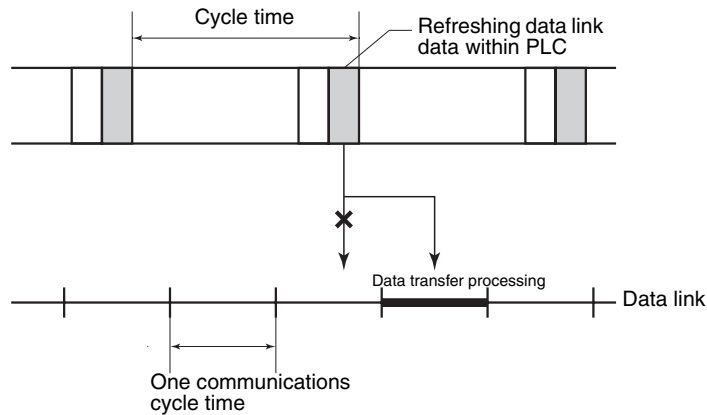 Cycle time
Refreshing data link
data within PLC
Data transfer processing
Data link
One communications
cycle time